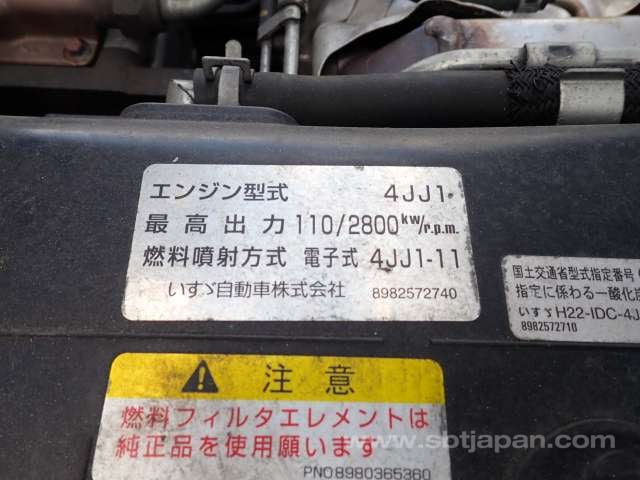 エンジン型式 4JJ1
最高出力 110/2800kW/r.p.m.
燃料噴射方式 電子式 4JJ1-11
いすゞ自動車株式会社 8982572740
国土交通省型式指定番号
指定に係わる一酸化炭
いすゞH22-IDC-4J
8982572710
⚠ 注意
燃料フィルタエレメントは
純正品を使用願います
PNO8980365360
www.sbtjapan.com